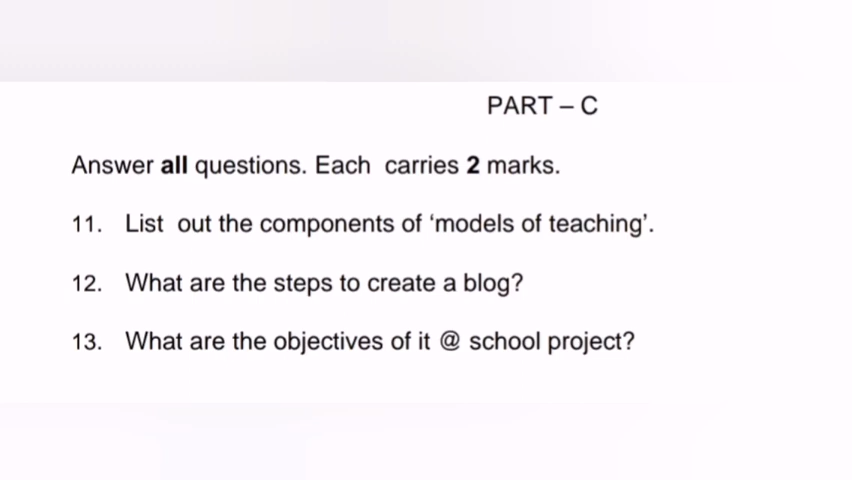 PART – C
Answer all questions. Each carries 2 marks.
11. List out the components of ‘models of teaching’.
12. What are the steps to create a blog?
13. What are the objectives of it @ school project?